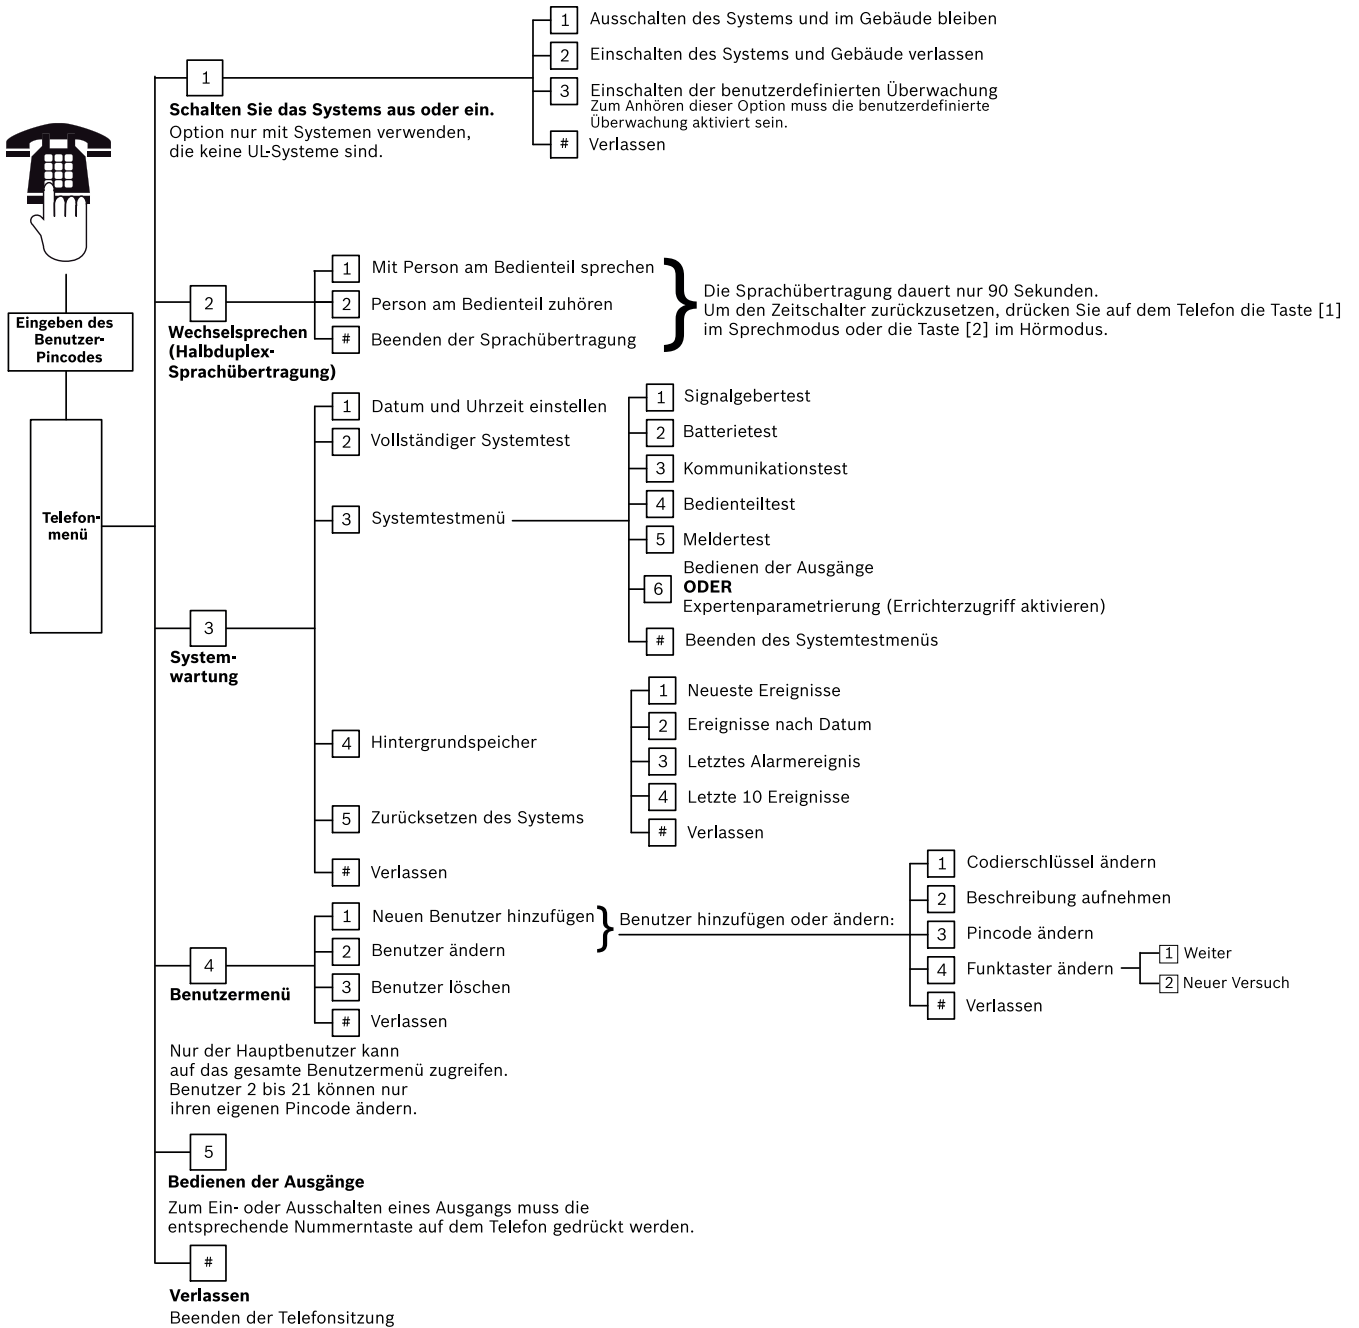 Eingeben des
Benutzer-
Pincodes
Telefon-
menü
1
Schalten Sie das Systems aus oder ein.
Option nur mit Systemen verwenden,
die keine UL-Systeme sind.
1 Ausschalten des Systems und im Gebäude bleiben
2 Einschalten des Systems und Gebäude verlassen
3 Einschalten der benutzerdefinierten Überwachung
Zum Anhören dieser Option muss die benutzerdefinierte
Überwachung aktiviert sein.
# Verlassen
2
Wechselsprechen
(Halbduplex-
Sprachübertragung)
1 Mit Person am Bedienteil sprechen
2 Person am Bedienteil zuhören
# Beenden der Sprachübertragung
Die Sprachübertragung dauert nur 90 Sekunden.
Um den Zeitschalter zurückzusetzen, drücken Sie auf dem Telefon die Taste [1]
im Sprechmodus oder die Taste [2] im Hörmodus.
3
System-
wartung
1 Datum und Uhrzeit einstellen
2 Vollständiger Systemtest
3 Systemtestmenü
1 Signalgebertest
2 Batterietest
3 Kommunikationstest
4 Bedienteiltest
5 Meldertest
6 Bedienen der Ausgänge
ODER
Expertenparametrierung (Errichterzugriff aktivieren)
# Beenden des Systemtestmenüs
4 Hintergrundspeicher
1 Neueste Ereignisse
2 Ereignisse nach Datum
3 Letztes Alarmereignis
4 Letzte 10 Ereignisse
# Verlassen
5 Zurücksetzen des Systems
# Verlassen
4
Benutzermenü
1 Neuen Benutzer hinzufügen
2 Benutzer ändern
3 Benutzer löschen
# Verlassen
Benutzer hinzufügen oder ändern:
1 Codierschlüssel ändern
2 Beschreibung aufnehmen
3 Pincode ändern
4 Funktaster ändern
1 Weiter
2 Neuer Versuch
# Verlassen
Nur der Hauptbenutzer kann
auf das gesamte Benutzermenü zugreifen.
Benutzer 2 bis 21 können nur
ihren eigenen Pincode ändern.
5
Bedienen der Ausgänge
Zum Ein- oder Ausschalten eines Ausgangs muss die
entsprechende Nummerntaste auf dem Telefon gedrückt werden.
#
Verlassen
Beenden der Telefonsitzung